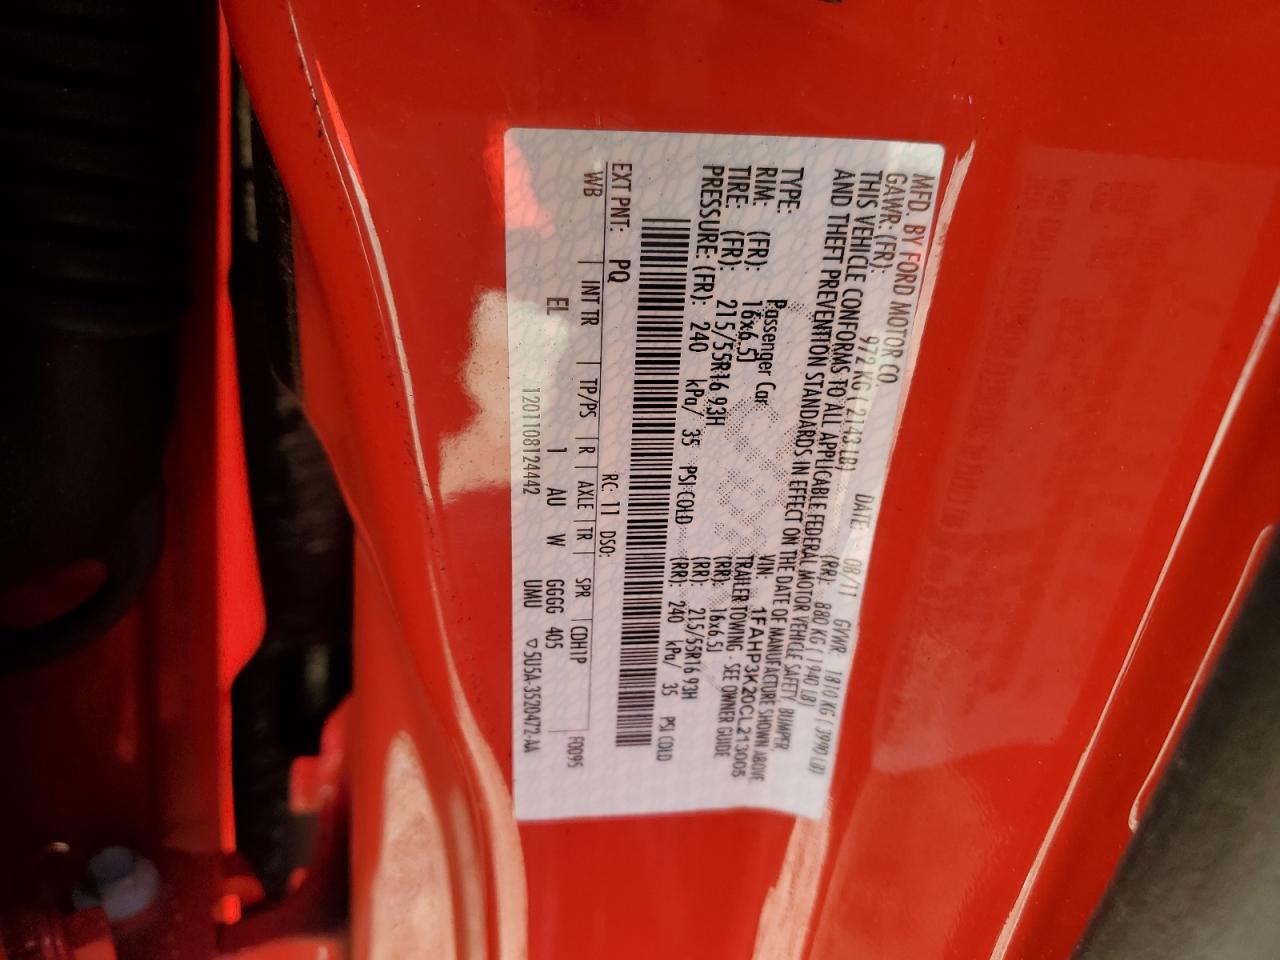 MFD. BY FORD MOTOR CO.
DATE: 08/11 GVWR: 1810 KG ( 3990 LB)
GAWR: (FR): 972 KG ( 2143 LB) (RR): 880 KG ( 1940 LB)
THIS VEHICLE CONFORMS TO ALL APPLICABLE FEDERAL MOTOR VEHICLE SAFETY, BUMPER,
AND THEFT PREVENTION STANDARDS IN EFFECT ON THE DATE OF MANUFACTURE SHOWN ABOVE.
VIN: 1FAHP3K20CL213005
TYPE: Passenger Car TRAILER TOWING - SEE OWNER GUIDE
RIM: (FR): 16x6.5J (RR): 16x6.5J
TIRE: (FR): 215/55R16 93H (RR): 215/55R16 93H
PRESSURE: (FR): 240 kPa/ 35 PSI COLD (RR): 240 kPa/ 35 PSI COLD
EXT PNT: PQ RC: 11 DSO: F0095
WB INT TR TP/PS R AXLE TR SPR CDH1P
EL 1 AU W GGGG 405
1201108124442 UMU ▽5U5A-3520472-AA